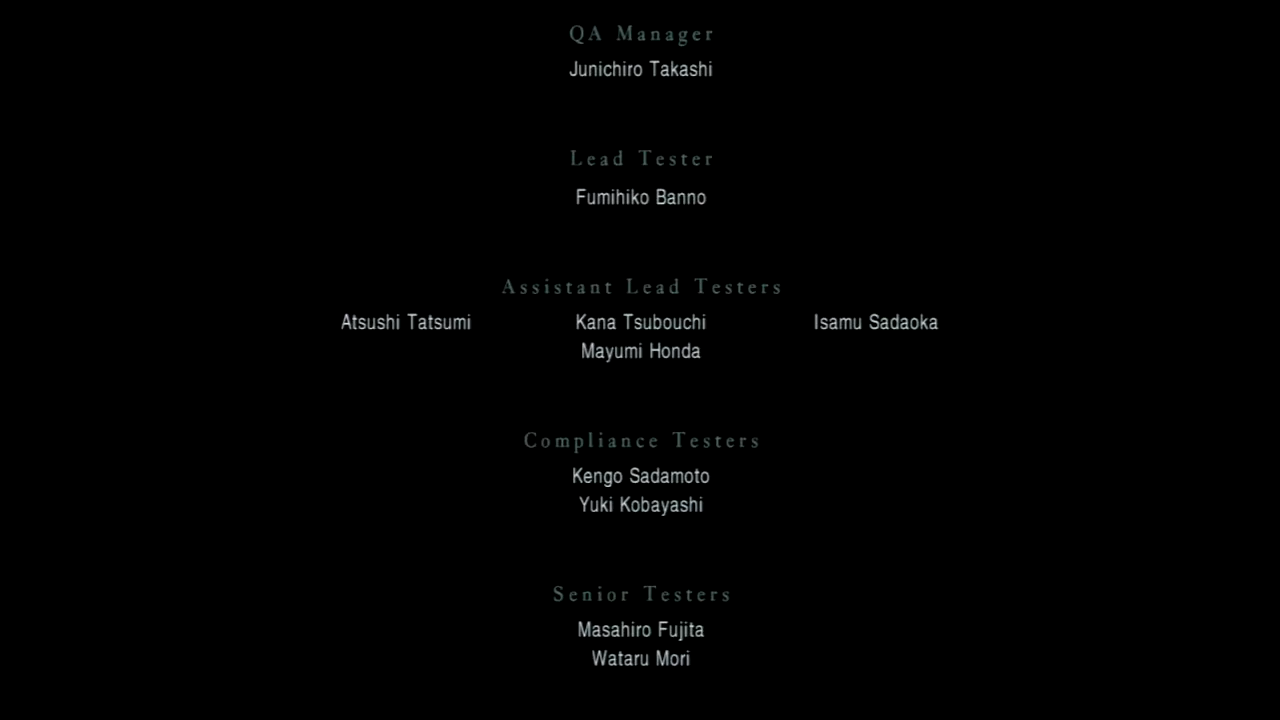 QA Manager
Junichiro Takashi
Lead Tester
Fumihiko Banno
Assistant Lead Testers
Atsushi Tatsumi Kana Tsubouchi Isamu Sadaoka
Mayumi Honda
Compliance Testers
Kengo Sadamoto
Yuki Kobayashi
Senior Testers
Masahiro Fujita
Wataru Mori